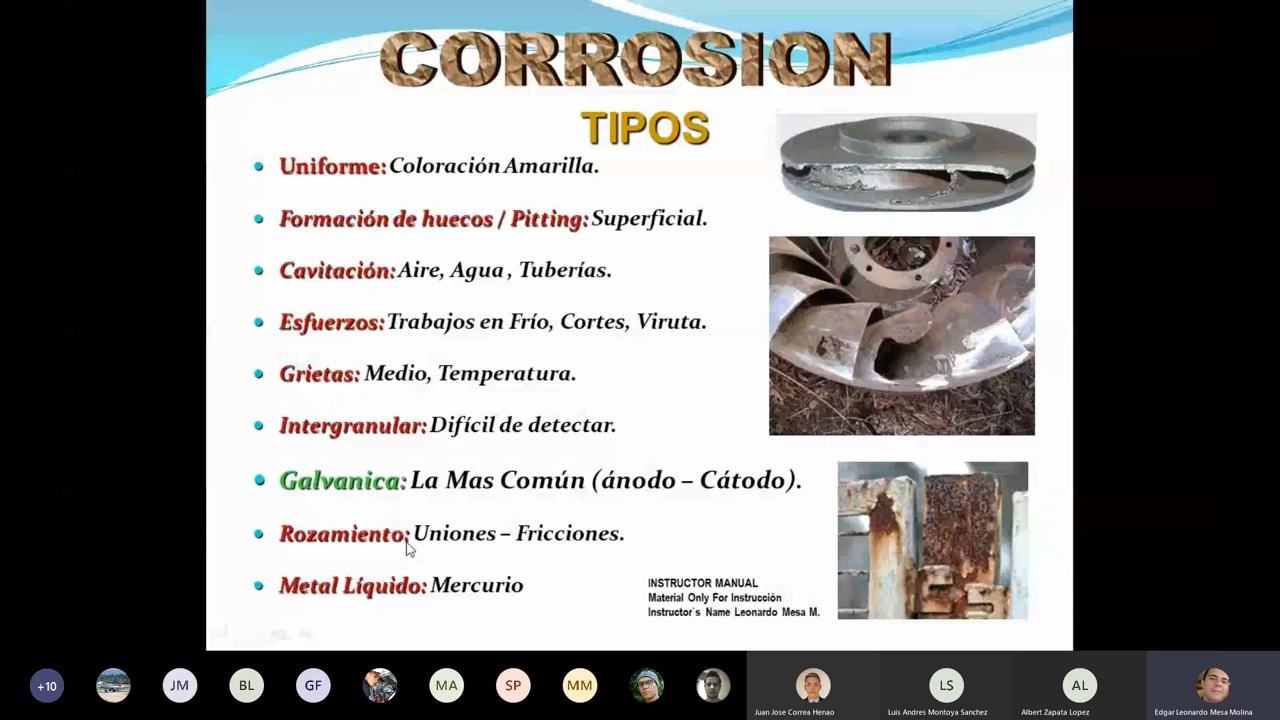 CORROSION
TIPOS
Uniforme: Coloración Amarilla.
Formación de huecos / Pitting: Superficial.
Cavitación: Aire, Agua , Tuberías.
Esfuerzos: Trabajos en Frío, Cortes, Viruta.
Grietas: Medio, Temperatura.
Intergranular: Difícil de detectar.
Galvanica: La Mas Común (ánodo – Cátodo).
Rozamiento: Uniones – Fricciones.
Metal Líquido: Mercurio
INSTRUCTOR MANUAL
Material Only For Instrucción
Instructor`s Name Leonardo Mesa M.
+10 JM BL GF MA SP MM LS AL
Juan Jose Correa Henao Luis Andres Montoya Sanchez Albert Zapata Lopez Edgar Leonardo Mesa Molina